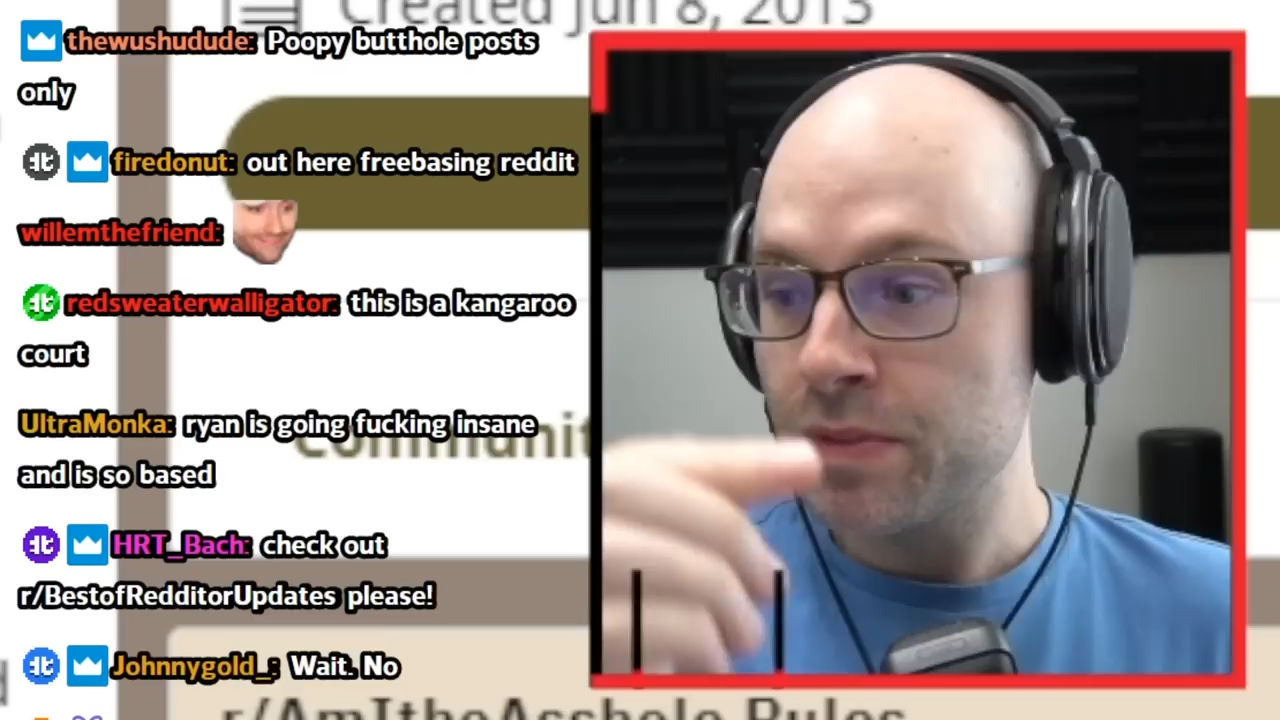 Created Jun 8, 2013
thewushudude: Poopy butthole posts
only
firedonut: out here freebasing reddit
willemthefriend:
redsweaterwalligator: this is a kangaroo
court
UltraMonka: ryan is going fucking insane
and is so based
Communit
HRT_Bach: check out
r/BestofRedditorUpdates please!
Johnnygold_: Wait. No
r/AmItheAsshole Rules